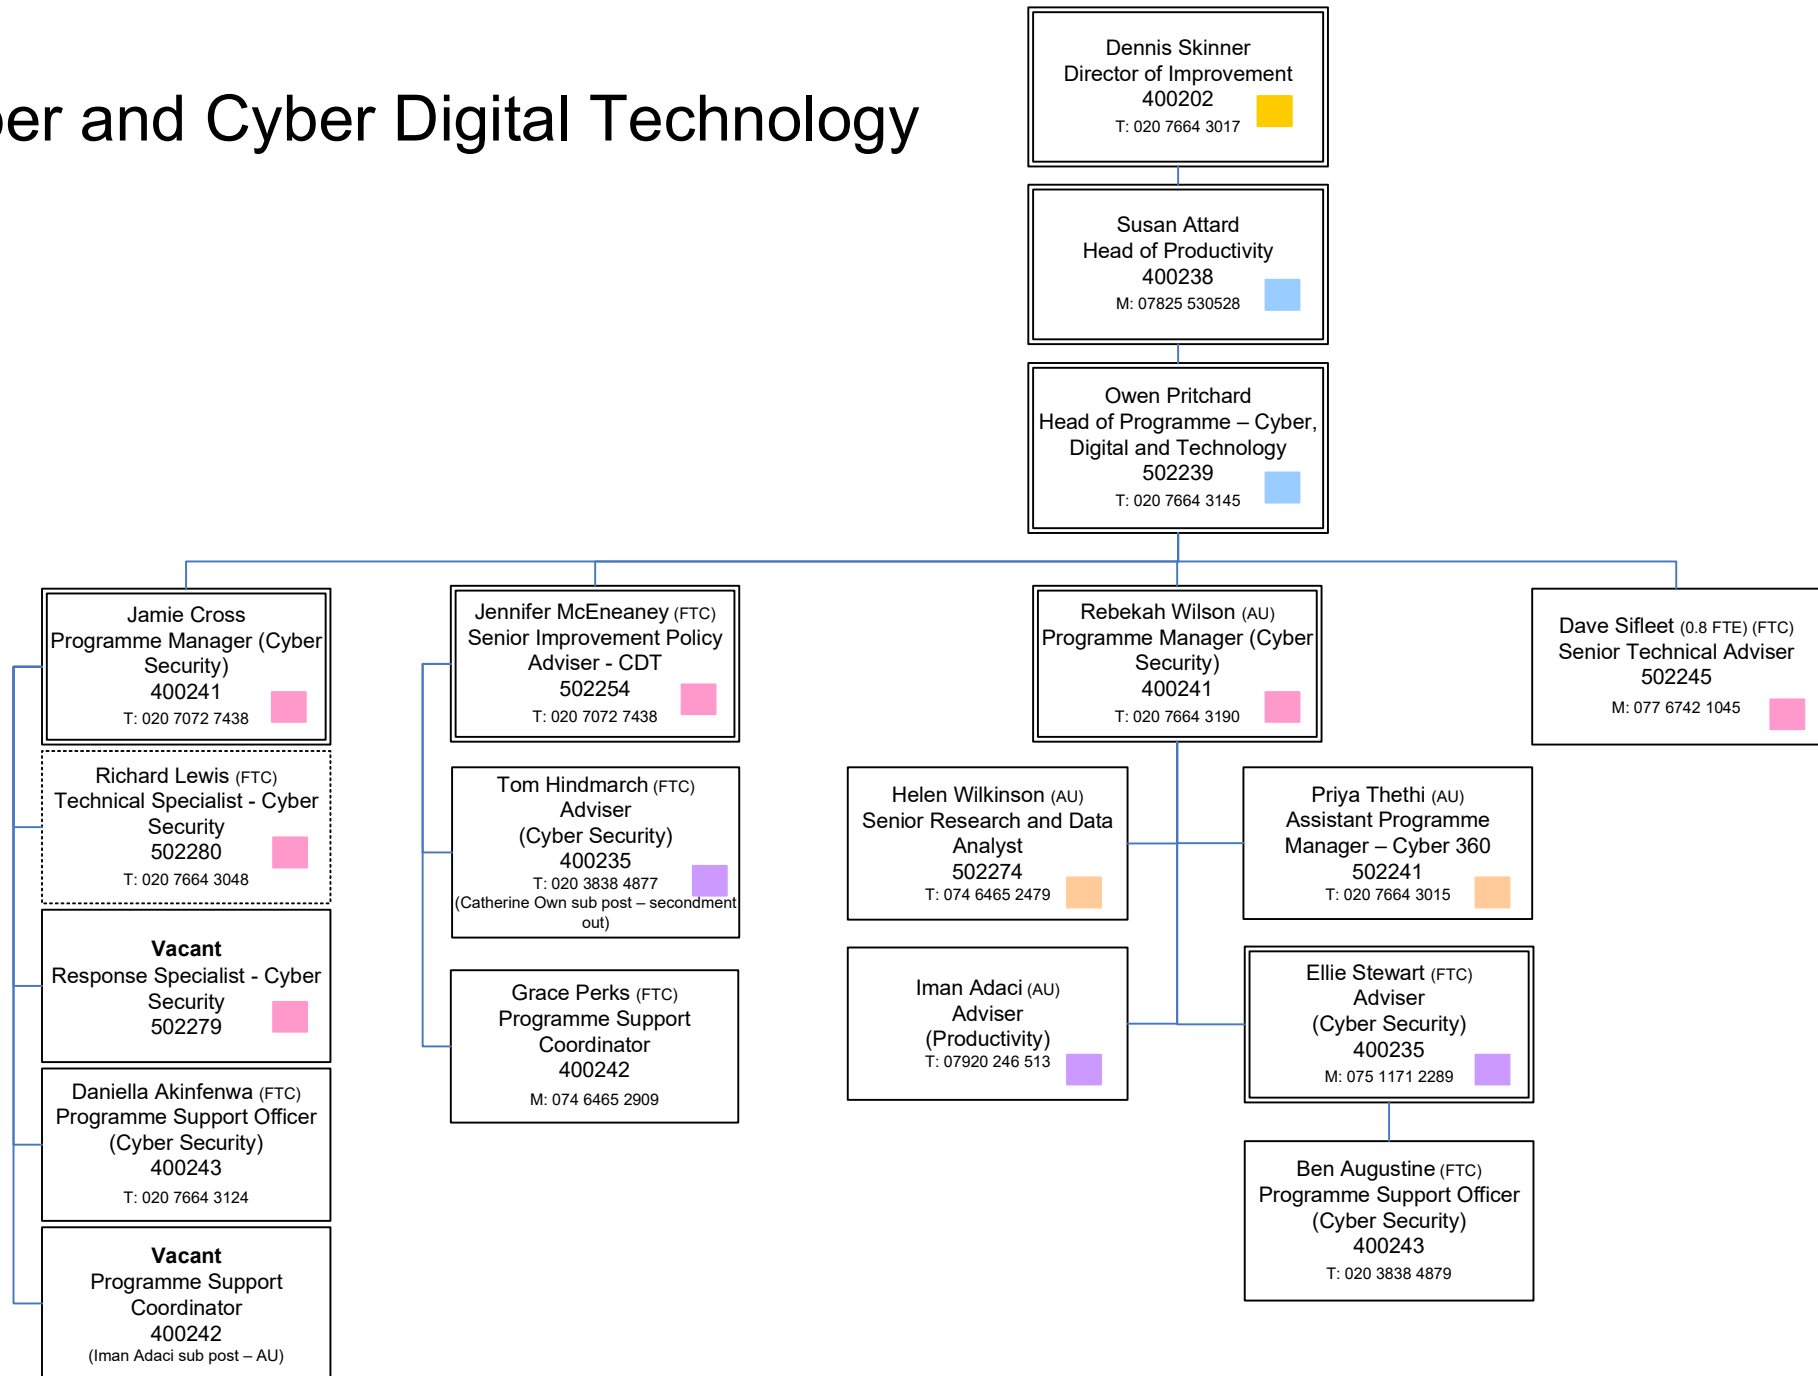 er and Cyber Digital Technology
Dennis Skinner
Director of Improvement
400202
T: 020 7664 3017
Susan Attard
Head of Productivity
400238
M: 07825 530528
Owen Pritchard
Head of Programme – Cyber,
Digital and Technology
502239
T: 020 7664 3145
Jamie Cross
Programme Manager (Cyber
Security)
400241
T: 020 7072 7438
Richard Lewis (FTC)
Technical Specialist - Cyber
Security
502280
T: 020 7664 3048
Vacant
Response Specialist - Cyber
Security
502279
Daniella Akinfenwa (FTC)
Programme Support Officer
(Cyber Security)
400243
T: 020 7664 3124
Vacant
Programme Support
Coordinator
400242
(Iman Adaci sub post – AU)
Jennifer McEneaney (FTC)
Senior Improvement Policy
Adviser - CDT
502254
T: 020 7072 7438
Tom Hindmarch (FTC)
Adviser
(Cyber Security)
400235
T: 020 3838 4877
(Catherine Own sub post – secondment
out)
Grace Perks (FTC)
Programme Support
Coordinator
400242
M: 074 6465 2909
Rebekah Wilson (AU)
Programme Manager (Cyber
Security)
400241
T: 020 7664 3190
Helen Wilkinson (AU)
Senior Research and Data
Analyst
502274
T: 074 6465 2479
Iman Adaci (AU)
Adviser
(Productivity)
T: 07920 246 513
Priya Thethi (AU)
Assistant Programme
Manager – Cyber 360
502241
T: 020 7664 3015
Ellie Stewart (FTC)
Adviser
(Cyber Security)
400235
M: 075 1171 2289
Ben Augustine (FTC)
Programme Support Officer
(Cyber Security)
400243
T: 020 3838 4879
Dave Sifleet (0.8 FTE) (FTC)
Senior Technical Adviser
502245
M: 077 6742 1045